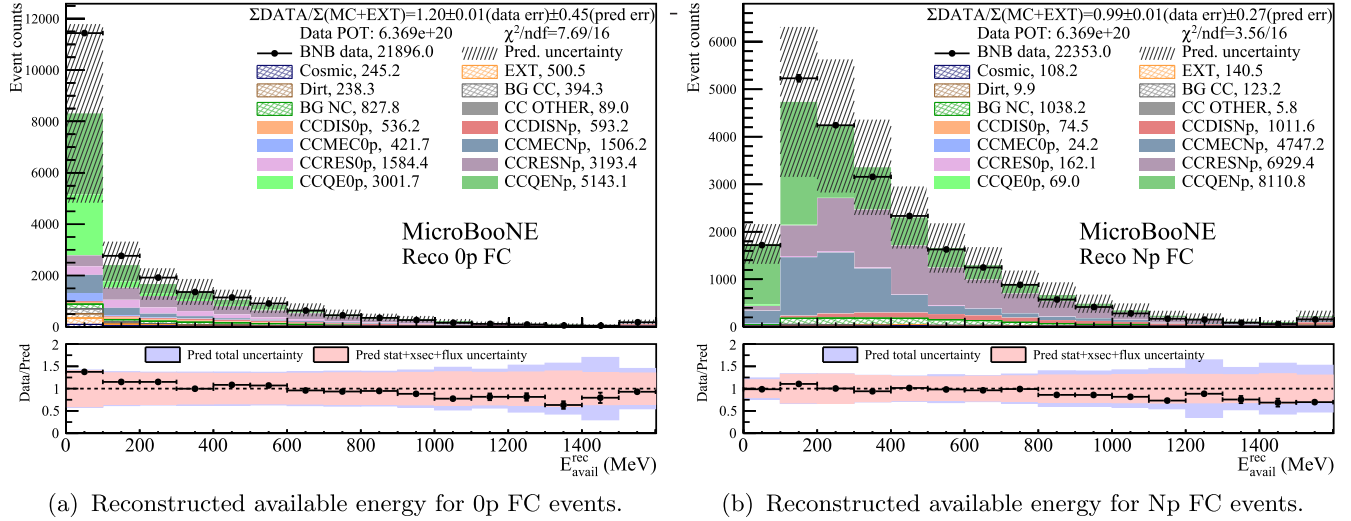 ΣDATA/Σ(MC+EXT)=1.20±0.01(data err)±0.45(pred err)
Data POT: 6.369e+20 χ²/ndf=7.69/16
BNB data, 21896.0 Pred. uncertainty
Cosmic, 245.2 EXT, 500.5
Dirt, 238.3 BG CC, 394.3
BG NC, 827.8 CC OTHER, 89.0
CCDIS0p, 536.2 CCDISNp, 593.2
CCMEC0p, 421.7 CCMECNp, 1506.2
CCRES0p, 1584.4 CCRESNp, 3193.4
CCQE0p, 3001.7 CCQENp, 5143.1
MicroBooNE
Reco 0p FC
Event counts
12000
10000
8000
6000
4000
2000
0
Pred total uncertainty Pred stat+xsec+flux uncertainty
Data/Pred
2
1.5
1
0.5
0
0 200 400 600 800 1000 1200 1400
E_avail^rec (MeV)
(a) Reconstructed available energy for 0p FC events.
ΣDATA/Σ(MC+EXT)=0.99±0.01(data err)±0.27(pred err)
Data POT: 6.369e+20 χ²/ndf=3.56/16
BNB data, 22353.0 Pred. uncertainty
Cosmic, 108.2 EXT, 140.5
Dirt, 9.9 BG CC, 123.2
BG NC, 1038.2 CC OTHER, 5.8
CCDIS0p, 74.5 CCDISNp, 1011.6
CCMEC0p, 24.2 CCMECNp, 4747.2
CCRES0p, 162.1 CCRESNp, 6929.4
CCQE0p, 69.0 CCQENp, 8110.8
MicroBooNE
Reco Np FC
Event counts
6000
5000
4000
3000
2000
1000
0
Pred total uncertainty Pred stat+xsec+flux uncertainty
Data/Pred
2
1.5
1
0.5
0
0 200 400 600 800 1000 1200 1400
E_avail^rec (MeV)
(b) Reconstructed available energy for Np FC events.